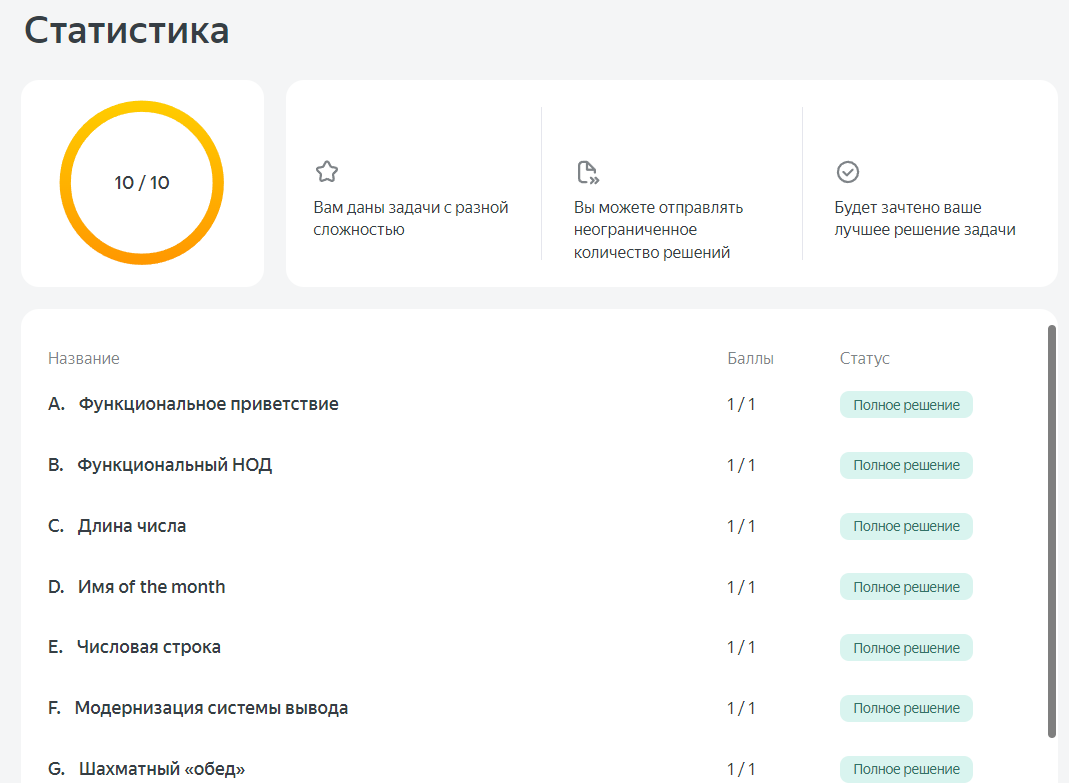 Статистика
10 / 10
Вам даны задачи с разной
сложностью
Вы можете отправлять
неограниченное
количество решений
Будет зачтено ваше
лучшее решение задачи
Название Баллы Статус
A. Функциональное приветствие 1 / 1 Полное решение
B. Функциональный НОД 1 / 1 Полное решение
C. Длина числа 1 / 1 Полное решение
D. Имя of the month 1 / 1 Полное решение
E. Числовая строка 1 / 1 Полное решение
F. Модернизация системы вывода 1 / 1 Полное решение
G. Шахматный «обед» 1 / 1 Полное решение